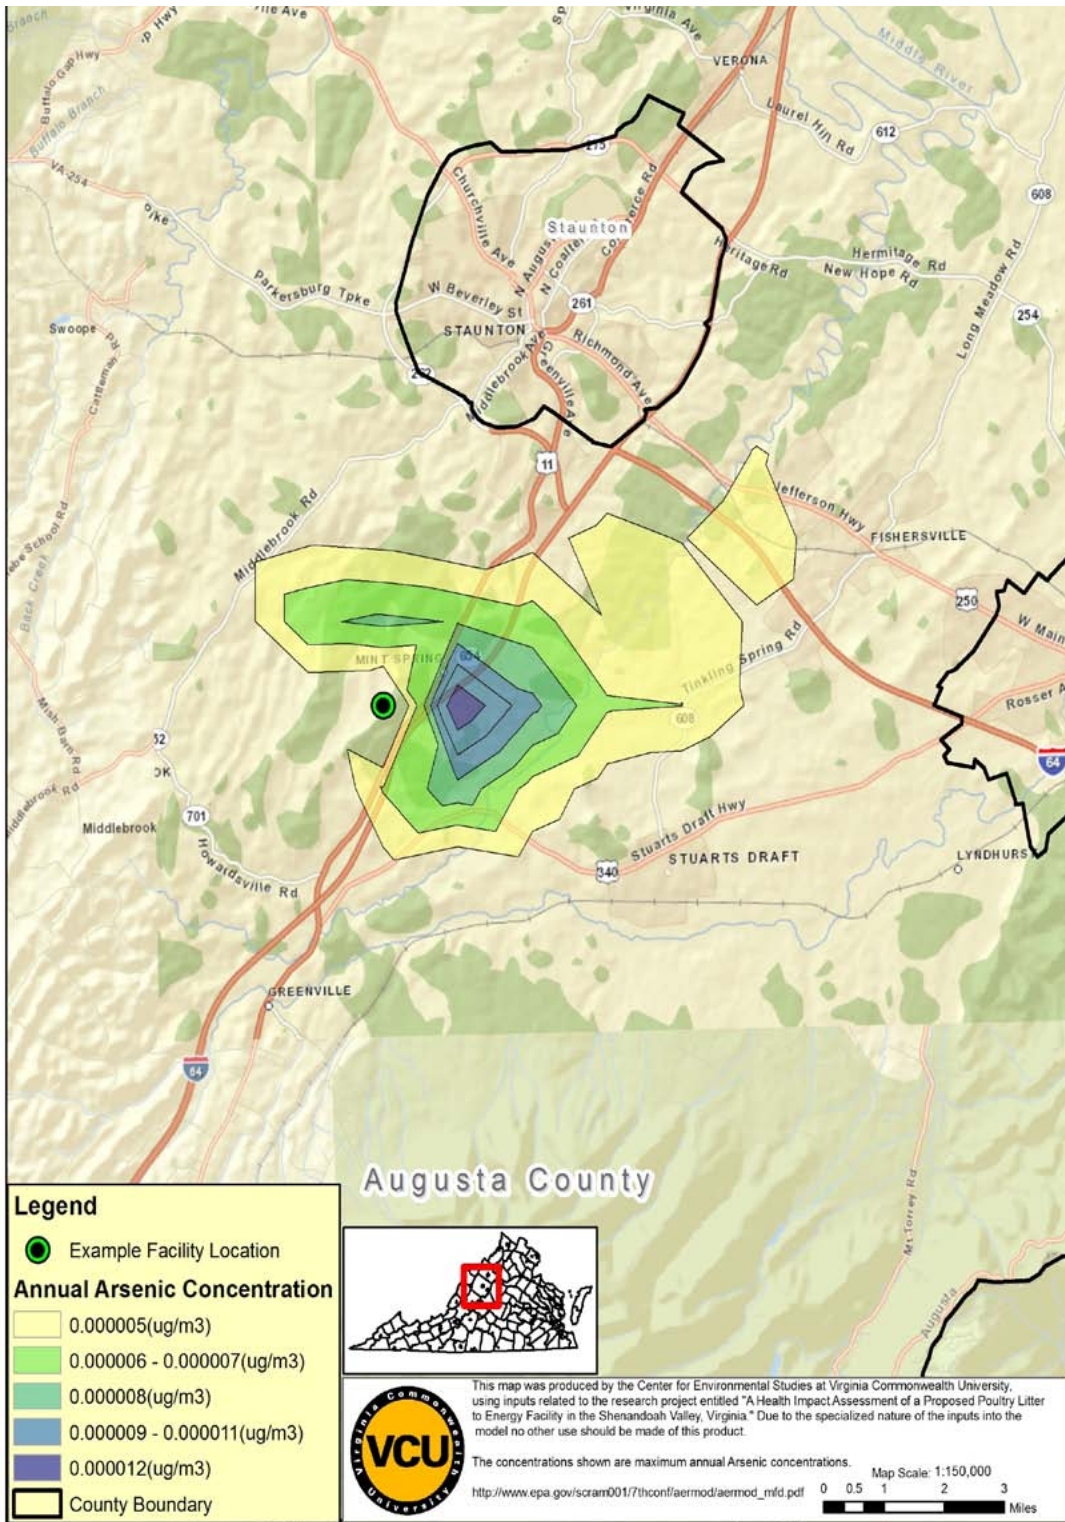 Branch
Buffalo Gap Hwy
Buffalo Branch
Virginia Ave
VERONA
Middle River
Laurel Hill Rd
612
VA-254
275
608
Churchville Ave
Commerce Rd
Staunton
N Augusta
N Coalter
Heritage Rd
Hermitage Rd
New Hope Rd
Long Meadow Rd
Parkersburg Tpke
W Beverley St
261
254
Swoope
STAUNTON
Richmond Ave
Cattleman Rd
262
Middlebrook Ave
Greenville Ave
11
Jefferson Hwy
FISHERSVILLE
Middlebrook Rd
Back Creek
250
W Main
MINT SPRING
654
Tinkling Spring Rd
608
Rosser A
Mish Barn Rd
52
OK
64
Middlebrook Rd
Middlebrook
701
Howardsville Rd
Stuarts Draft Hwy
340
STUARTS DRAFT
LYNDHURST
GREENVILLE
64
Augusta County
Mt Torrey Rd
Augusta
Legend
Example Facility Location
Annual Arsenic Concentration
0.000005(ug/m3)
0.000006 - 0.000007(ug/m3)
0.000008(ug/m3)
0.000009 - 0.000011(ug/m3)
0.000012(ug/m3)
County Boundary
Virginia Commonwealth University
VCU
This map was produced by the Center for Environmental Studies at Virginia Commonwealth University,
using inputs related to the research project entitled "A Health Impact Assessment of a Proposed Poultry Litter
to Energy Facility in the Shenandoah Valley, Virginia." Due to the specialized nature of the inputs into the
model no other use should be made of this product.
The concentrations shown are maximum annual Arsenic concentrations.
Map Scale: 1:150,000
http://www.epa.gov/scram001/7thconf/aermod/aermod_mfd.pdf
0 0.5 1 2 3
Miles